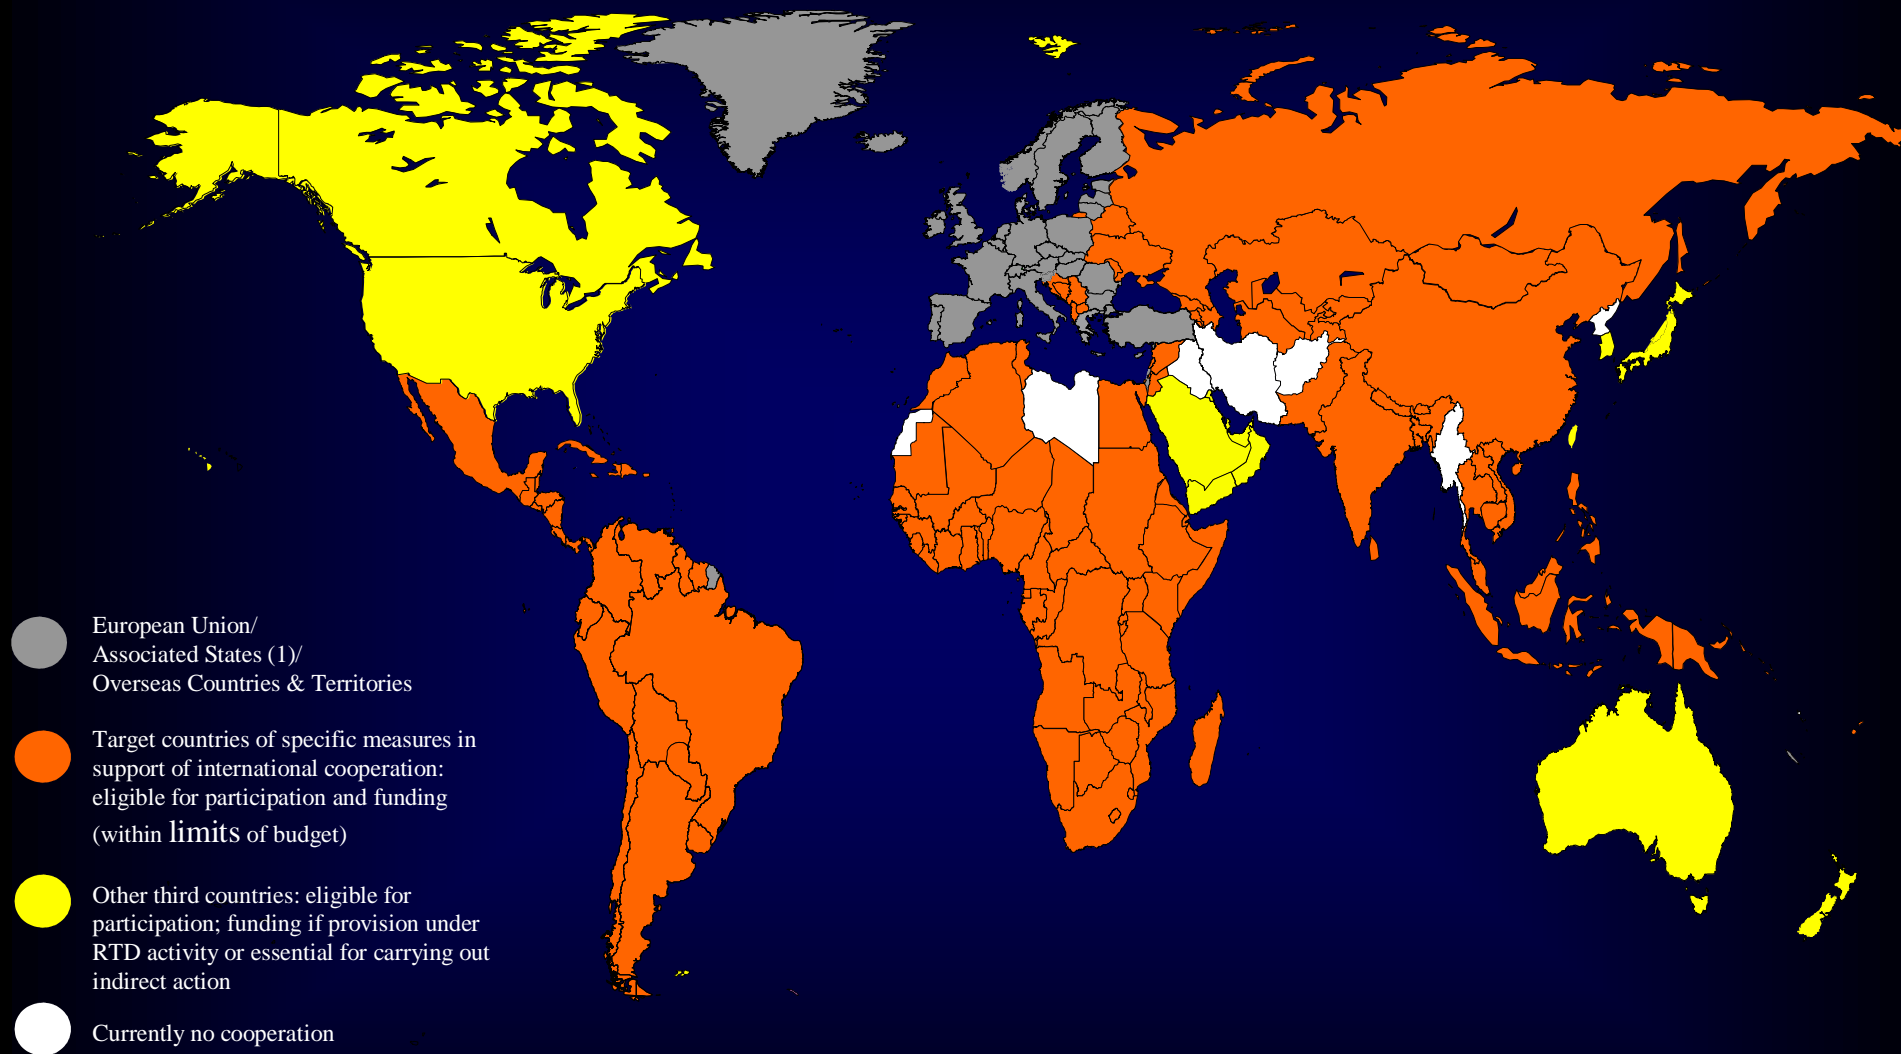 European Union/
Associated States (1)/
Overseas Countries & Territories
Target countries of specific measures in
support of international cooperation:
eligible for participation and funding
(within limits of budget)
Other third countries: eligible for
participation; funding if provision under
RTD activity or essential for carrying out
indirect action
Currently no cooperation